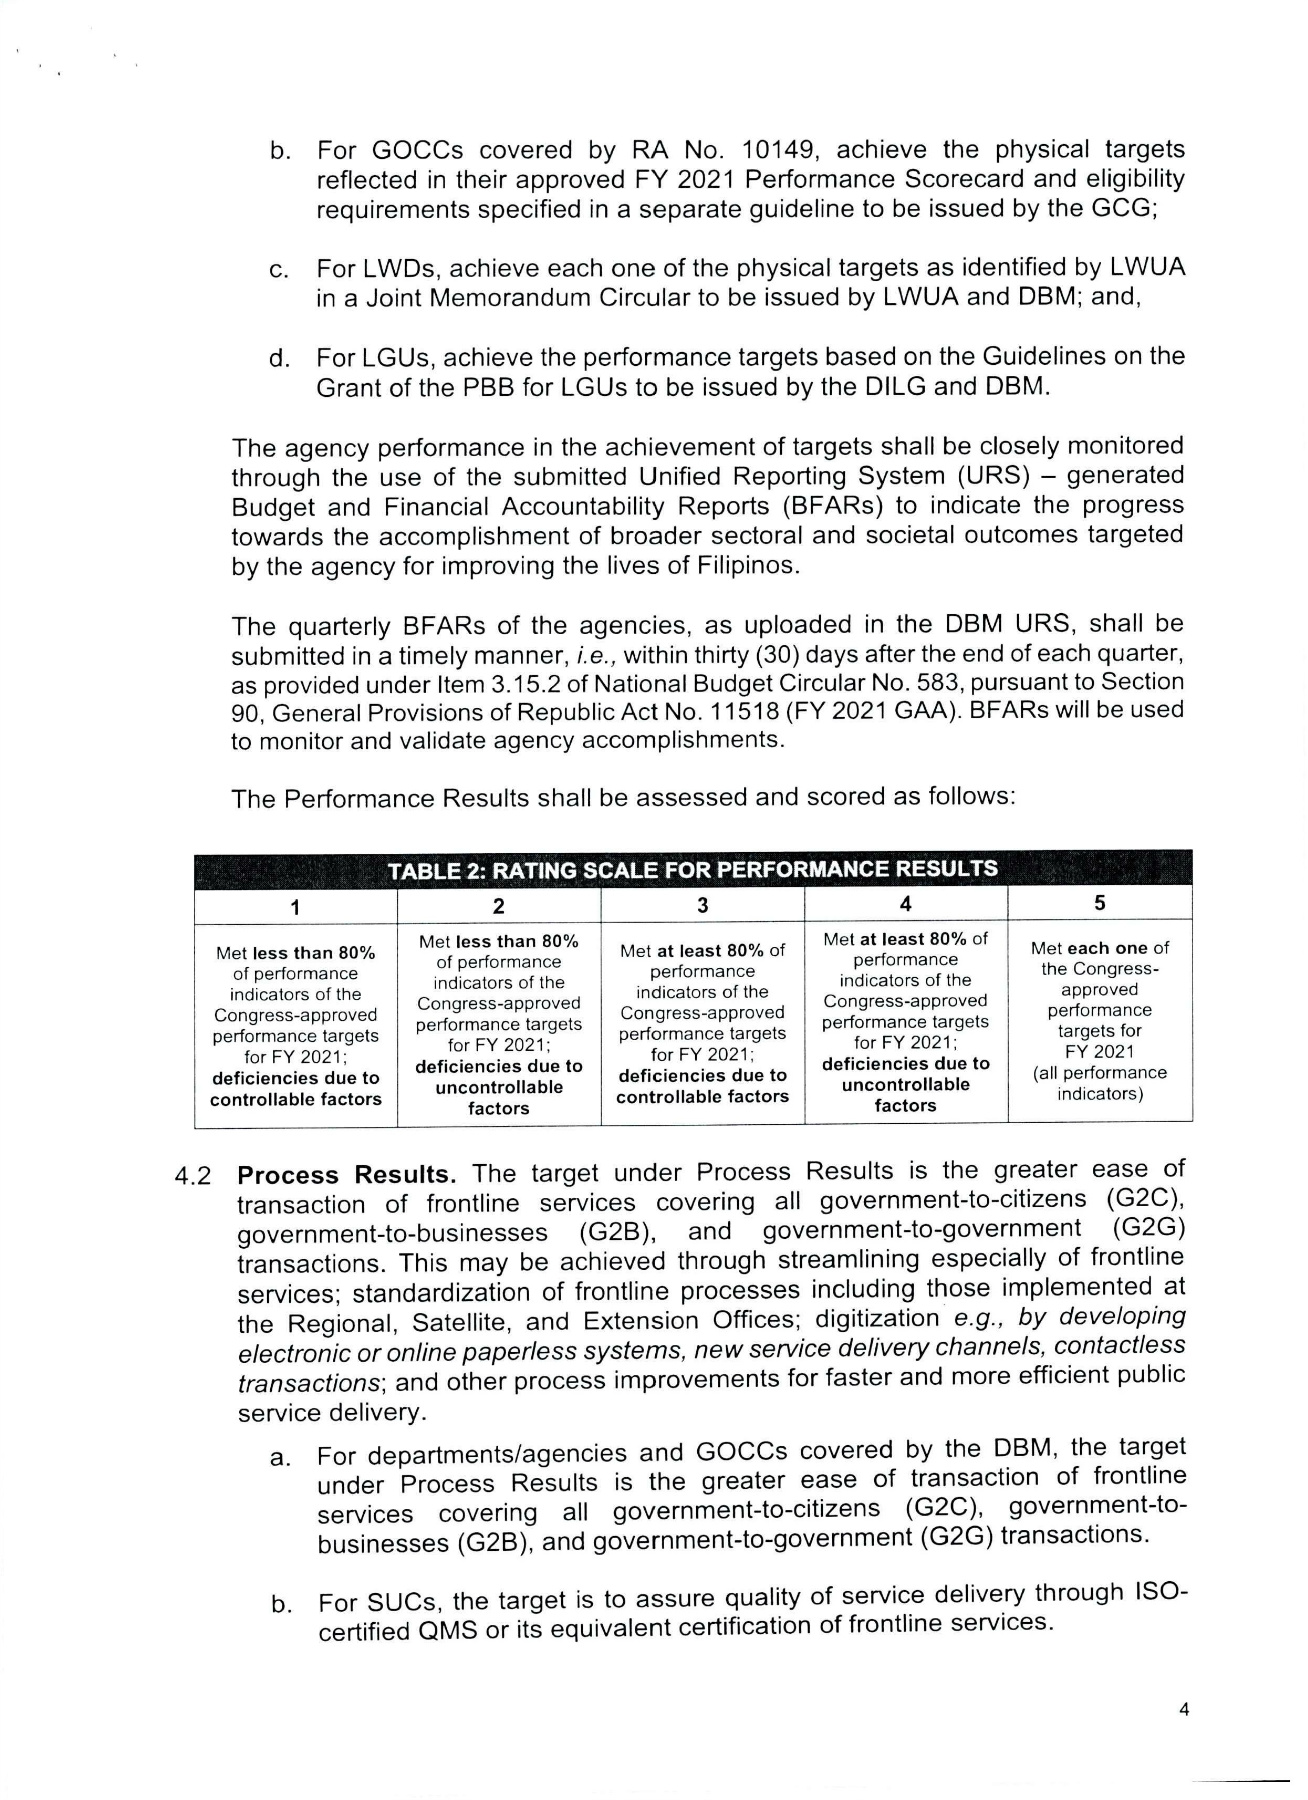 b. For GOCCs covered by RA No. 10149, achieve the physical targets
reflected in their approved FY 2021 Performance Scorecard and eligibility
requirements specified in a separate guideline to be issued by the GCG;
c. For LWDs, achieve each one of the physical targets as identified by LWUA
in a Joint Memorandum Circular to be issued by LWUA and DBM; and,
d. For LGUs, achieve the performance targets based on the Guidelines on the
Grant of the PBB for LGUs to be issued by the DILG and DBM.
The agency performance in the achievement of targets shall be closely monitored
through the use of the submitted Unified Reporting System (URS) – generated
Budget and Financial Accountability Reports (BFARs) to indicate the progress
towards the accomplishment of broader sectoral and societal outcomes targeted
by the agency for improving the lives of Filipinos.
The quarterly BFARs of the agencies, as uploaded in the DBM URS, shall be
submitted in a timely manner, i.e., within thirty (30) days after the end of each quarter,
as provided under Item 3.15.2 of National Budget Circular No. 583, pursuant to Section
90, General Provisions of Republic Act No. 11518 (FY 2021 GAA). BFARs will be used
to monitor and validate agency accomplishments.
The Performance Results shall be assessed and scored as follows:
TABLE 2: RATING SCALE FOR PERFORMANCE RESULTS
1
2
3
4
5
Met less than 80%
of performance
indicators of the
Congress-approved
performance targets
for FY 2021;
deficiencies due to
controllable factors
Met less than 80%
of performance
indicators of the
Congress-approved
performance targets
for FY 2021;
deficiencies due to
uncontrollable
factors
Met at least 80% of
performance
indicators of the
Congress-approved
performance targets
for FY 2021;
deficiencies due to
controllable factors
Met at least 80% of
performance
indicators of the
Congress-approved
performance targets
for FY 2021;
deficiencies due to
uncontrollable
factors
Met each one of
the Congress-
approved
performance
targets for
FY 2021
(all performance
indicators)
4.2 Process Results. The target under Process Results is the greater ease of
transaction of frontline services covering all government-to-citizens (G2C),
government-to-businesses (G2B), and government-to-government (G2G)
transactions. This may be achieved through streamlining especially of frontline
services; standardization of frontline processes including those implemented at
the Regional, Satellite, and Extension Offices; digitization e.g., by developing
electronic or online paperless systems, new service delivery channels, contactless
transactions; and other process improvements for faster and more efficient public
service delivery.
a. For departments/agencies and GOCCs covered by the DBM, the target
under Process Results is the greater ease of transaction of frontline
services covering all government-to-citizens (G2C), government-to-
businesses (G2B), and government-to-government (G2G) transactions.
b. For SUCs, the target is to assure quality of service delivery through ISO-
certified QMS or its equivalent certification of frontline services.
4